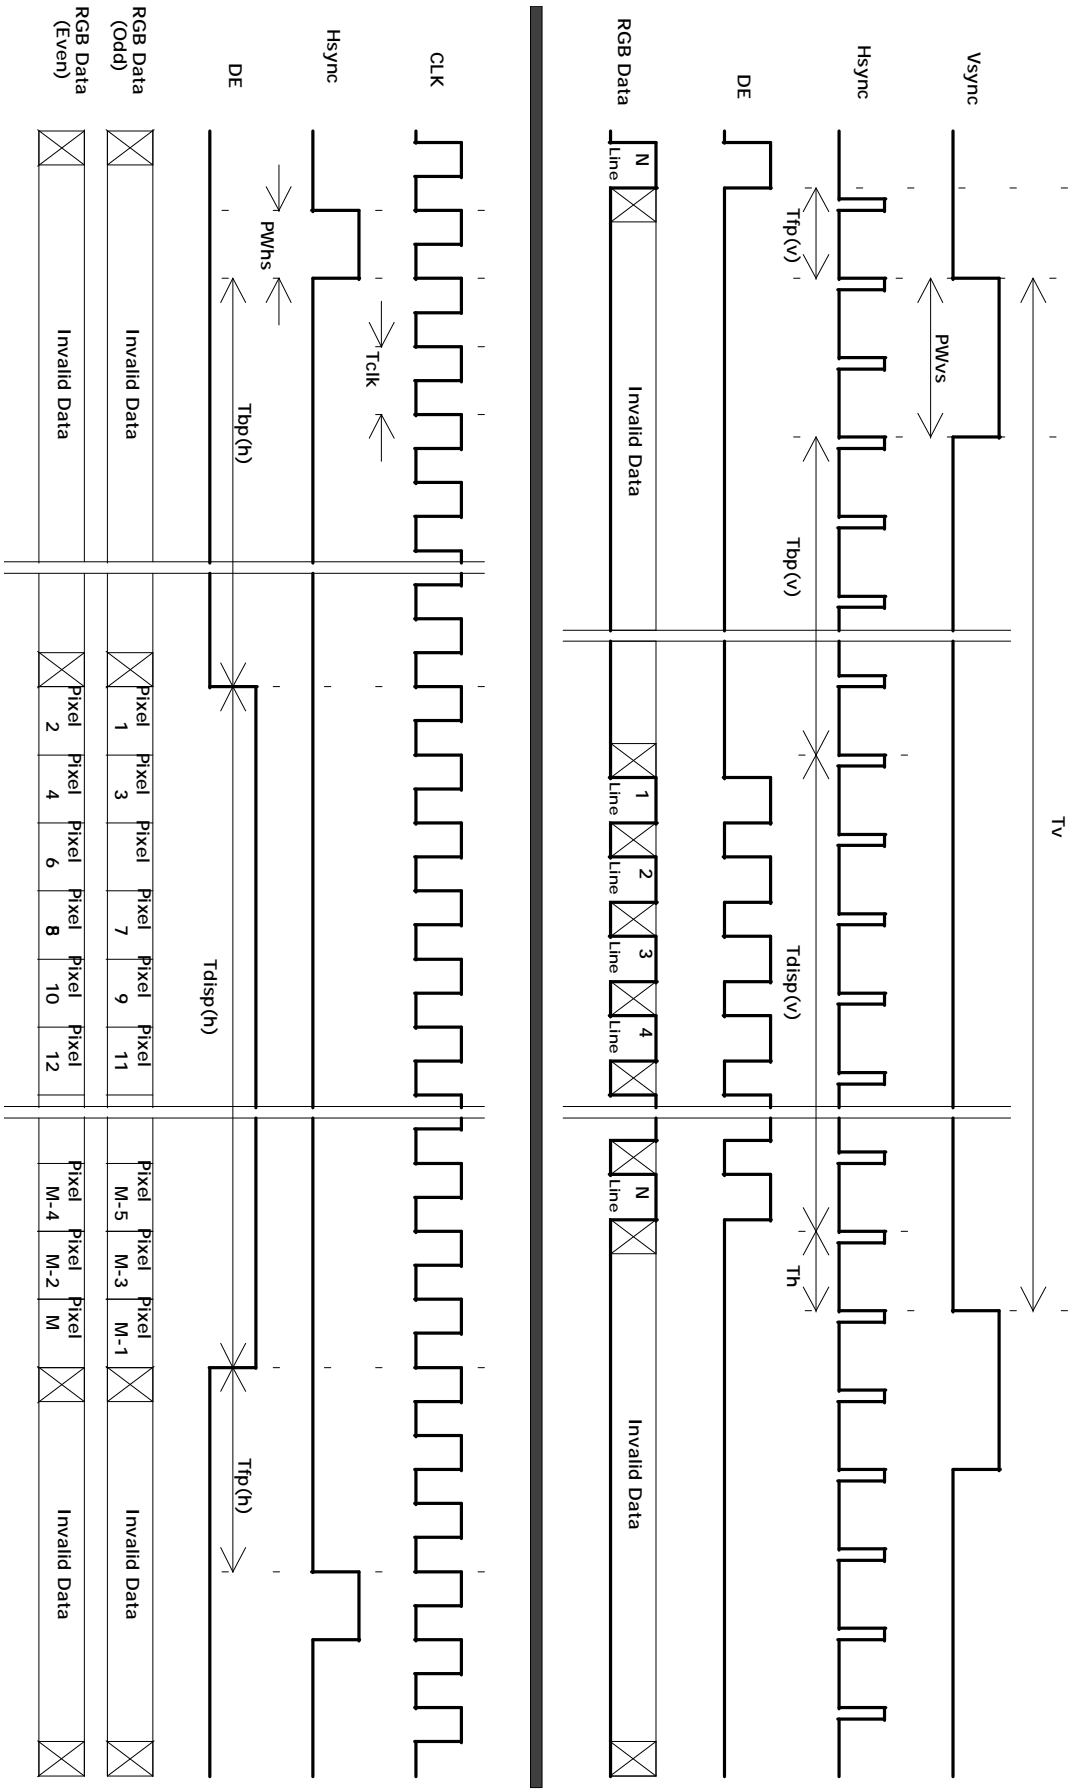 Tv
Vsync
PWvs
Hsync
Tfp(v)
Tbp(v)
Tdisp(v)
Th
DE
RGB Data
Line N
Invalid Data
Line 1
Line 2
Line 3
Line 4
Line N
Invalid Data
CLK
Tclk
Hsync
PWhs
DE
Tbp(h)
Tdisp(h)
Tfp(h)
RGB Data
(Odd)
Invalid Data
Pixel
1
Pixel
3
Pixel
Pixel
7
Pixel
9
Pixel
11
Pixel
M-5
Pixel
M-3
Pixel
M-1
Invalid Data
RGB Data
(Even)
Invalid Data
Pixel
2
Pixel
4
Pixel
6
Pixel
8
Pixel
10
Pixel
12
Pixel
M-4
Pixel
M-2
Pixel
M
Invalid Data